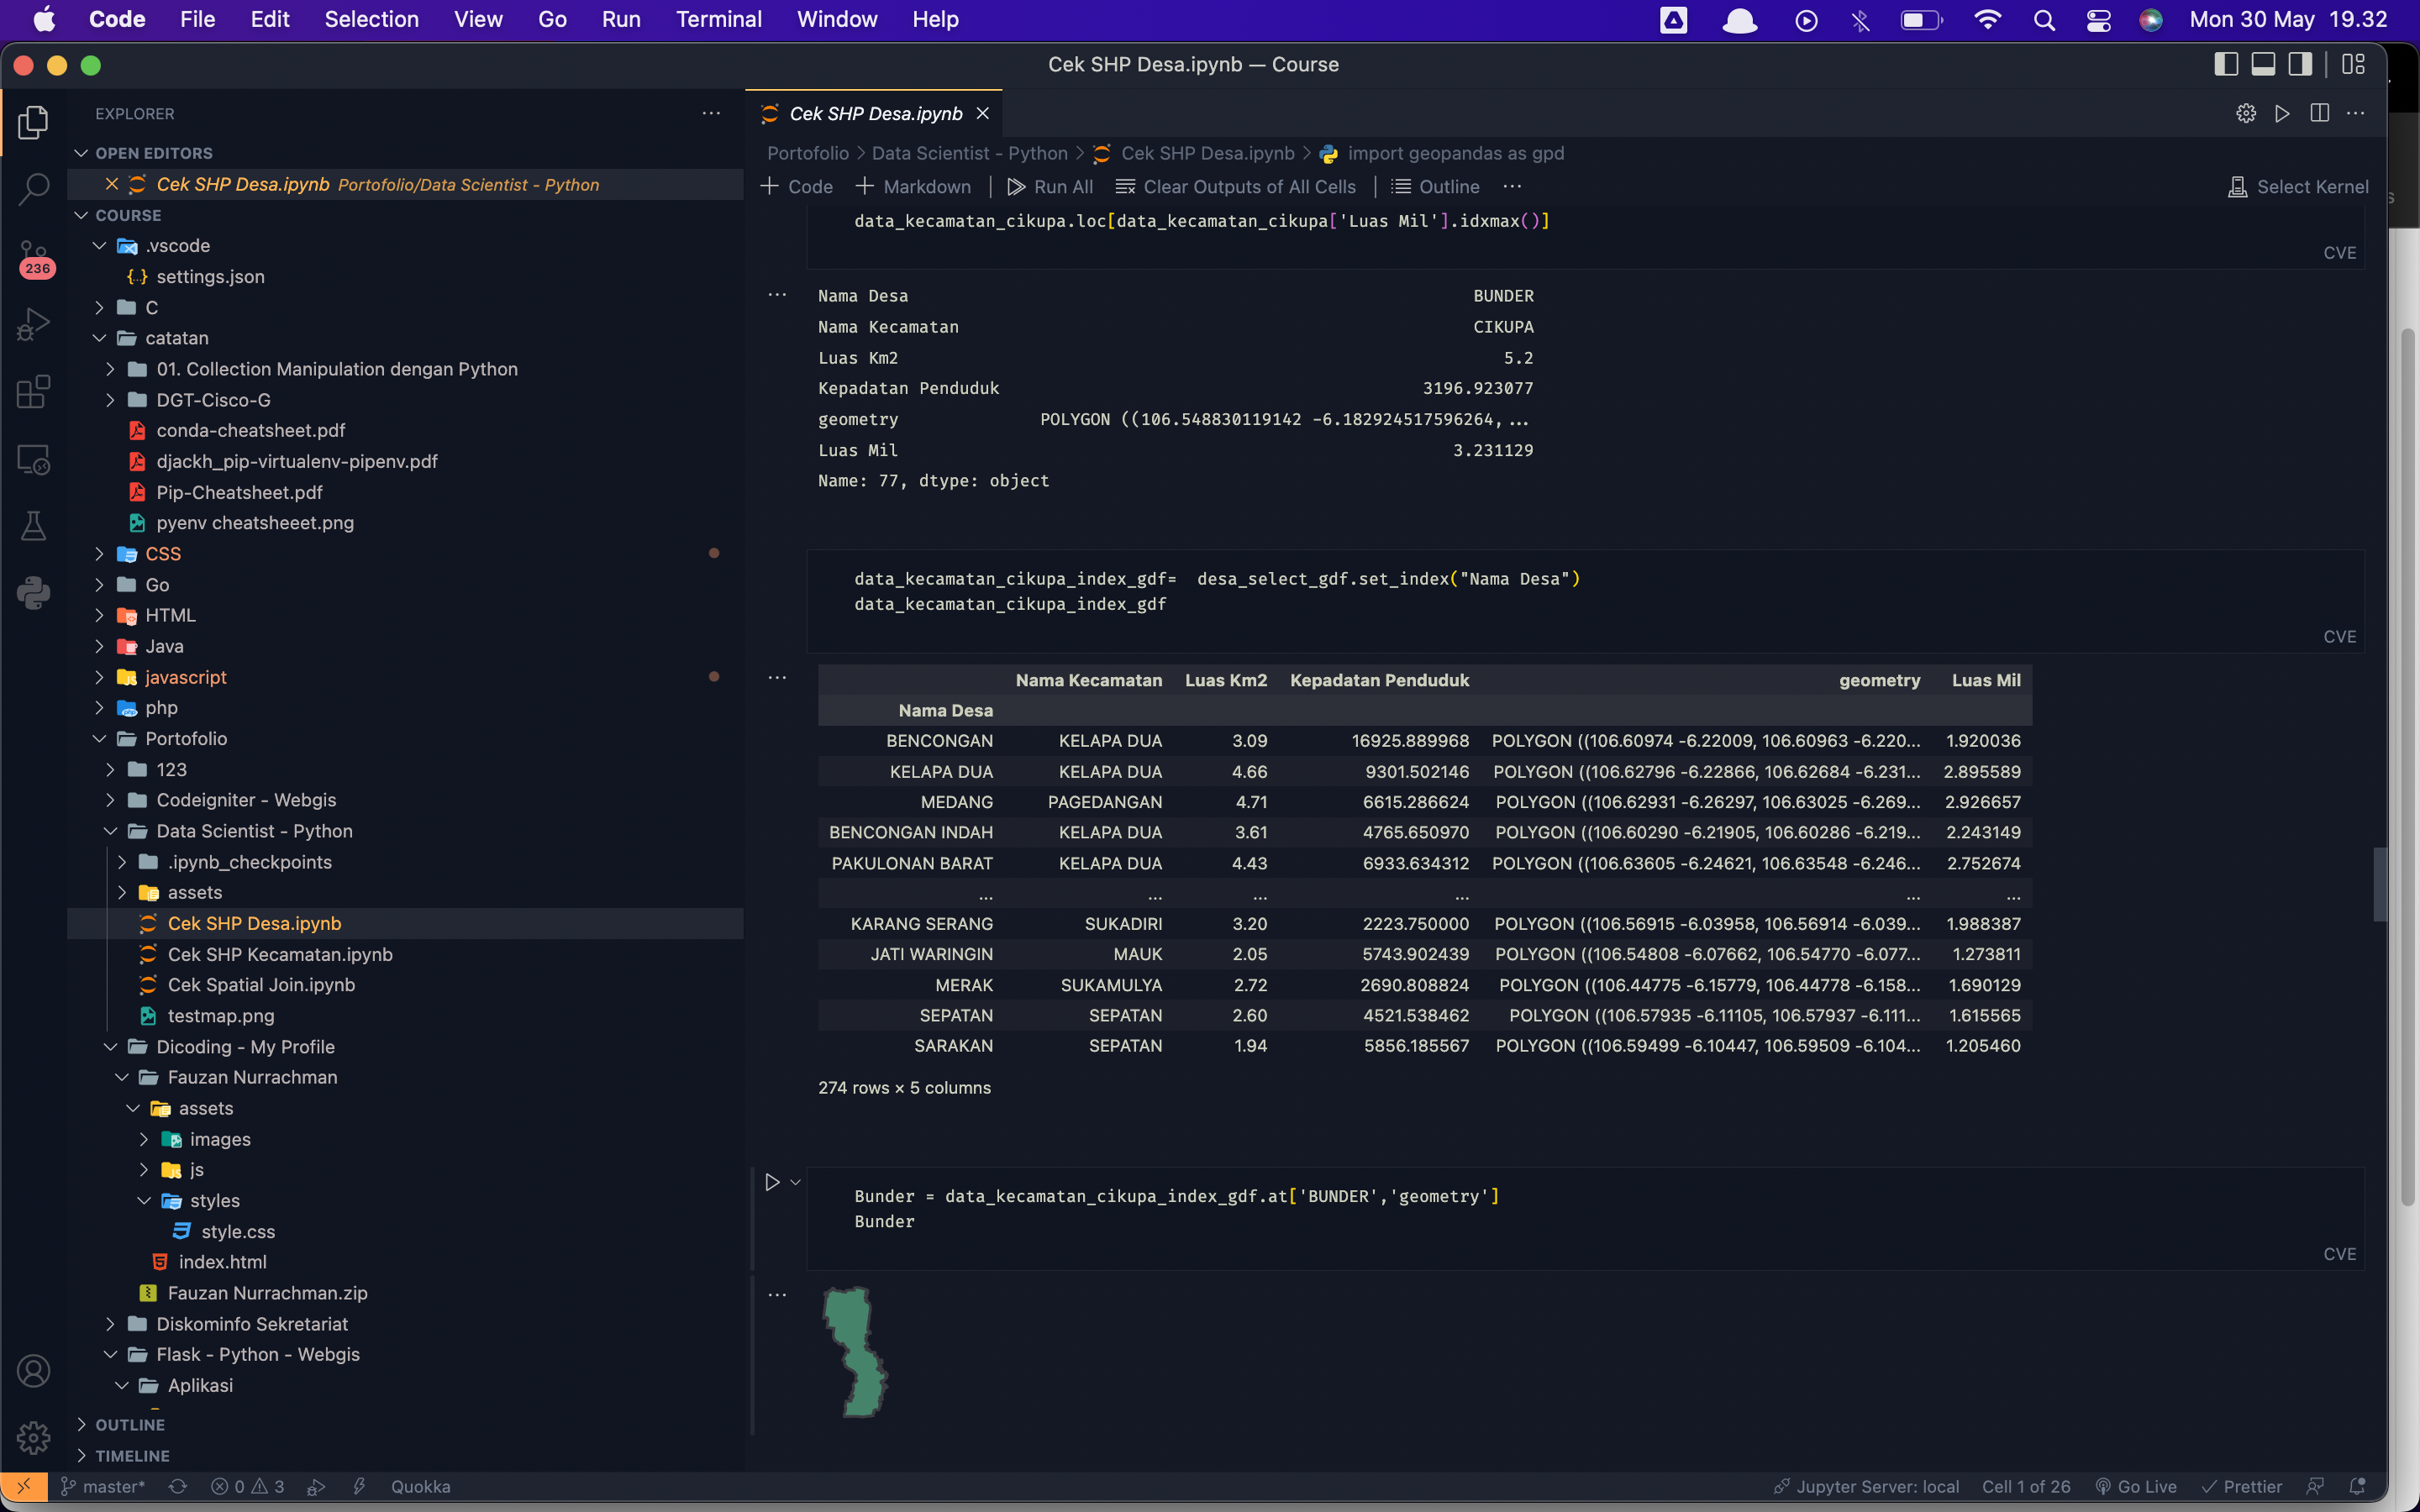 Code File Edit Selection View Go Run Terminal Window Help Mon 30 May 19.32
Cek SHP Desa.ipynb — Course
EXPLORER
OPEN EDITORS
Cek SHP Desa.ipynb Portofolio/Data Scientist - Python
COURSE
.vscode
settings.json
C
catatan
01. Collection Manipulation dengan Python
DGT-Cisco-G
conda-cheatsheet.pdf
djackh_pip-virtualenv-pipenv.pdf
Pip-Cheatsheet.pdf
pyenv cheatsheeet.png
CSS
Go
HTML
Java
javascript
php
Portofolio
123
Codeigniter - Webgis
Data Scientist - Python
.ipynb_checkpoints
assets
Cek SHP Desa.ipynb
Cek SHP Kecamatan.ipynb
Cek Spatial Join.ipynb
testmap.png
Dicoding - My Profile
Fauzan Nurrachman
assets
images
js
styles
style.css
index.html
Fauzan Nurrachman.zip
Diskominfo Sekretariat
Flask - Python - Webgis
Aplikasi
OUTLINE
TIMELINE
236
Cek SHP Desa.ipynb
Portofolio > Data Scientist - Python > Cek SHP Desa.ipynb > import geopandas as gpd
+ Code + Markdown | Run All Clear Outputs of All Cells | Outline ... Select Kernel
data_kecamatan_cikupa.loc[data_kecamatan_cikupa['Luas Mil'].idxmax()]
CVE
Nama Desa BUNDER
Nama Kecamatan CIKUPA
Luas Km2 5.2
Kepadatan Penduduk 3196.923077
geometry POLYGON ((106.548830119142 -6.182924517596264, ...
Luas Mil 3.231129
Name: 77, dtype: object
data_kecamatan_cikupa_index_gdf=  desa_select_gdf.set_index("Nama Desa")
data_kecamatan_cikupa_index_gdf
CVE
Nama Kecamatan Luas Km2 Kepadatan Penduduk geometry Luas Mil
Nama Desa
BENCONGAN KELAPA DUA 3.09 16925.889968 POLYGON ((106.60974 -6.22009, 106.60963 -6.220... 1.920036
KELAPA DUA KELAPA DUA 4.66 9301.502146 POLYGON ((106.62796 -6.22866, 106.62684 -6.231... 2.895589
MEDANG PAGEDANGAN 4.71 6615.286624 POLYGON ((106.62931 -6.26297, 106.63025 -6.269... 2.926657
BENCONGAN INDAH KELAPA DUA 3.61 4765.650970 POLYGON ((106.60290 -6.21905, 106.60286 -6.219... 2.243149
PAKULONAN BARAT KELAPA DUA 4.43 6933.634312 POLYGON ((106.63605 -6.24621, 106.63548 -6.246... 2.752674
... ... ... ... ... ...
KARANG SERANG SUKADIRI 3.20 2223.750000 POLYGON ((106.56915 -6.03958, 106.56914 -6.039... 1.988387
JATI WARINGIN MAUK 2.05 5743.902439 POLYGON ((106.54808 -6.07662, 106.54770 -6.077... 1.273811
MERAK SUKAMULYA 2.72 2690.808824 POLYGON ((106.44775 -6.15779, 106.44778 -6.158... 1.690129
SEPATAN SEPATAN 2.60 4521.538462 POLYGON ((106.57935 -6.11105, 106.57937 -6.111... 1.615565
SARAKAN SEPATAN 1.94 5856.185567 POLYGON ((106.59499 -6.10447, 106.59509 -6.104... 1.205460
274 rows × 5 columns
Bunder = data_kecamatan_cikupa_index_gdf.at['BUNDER','geometry']
Bunder
CVE
master* 0 3 Quokka Jupyter Server: local Cell 1 of 26 Go Live Prettier